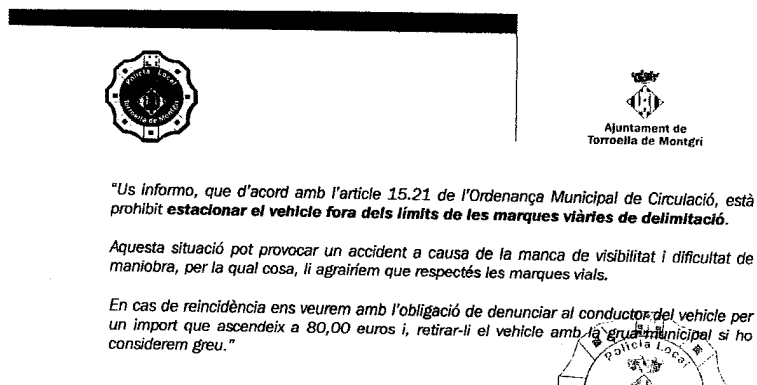 Policia Local
Torroella de Montgrí
Ajuntament de
Torroella de Montgrí
"Us informo, que d'acord amb l'article 15.21 de l'Ordenança Municipal de Circulació, està
prohibit estacionar el vehicle fora dels límits de les marques viàries de delimitació.
Aquesta situació pot provocar un accident a causa de la manca de visibilitat i dificultat de
maniobra, per la qual cosa, li agrairíem que respectés les marques vials.
En cas de reincidència ens veurem amb l'obligació de denunciar al conductor del vehicle per
un import que ascendeix a 80,00 euros i, retirar-li el vehicle amb la grua municipal si ho
considerem greu."
Policia Local